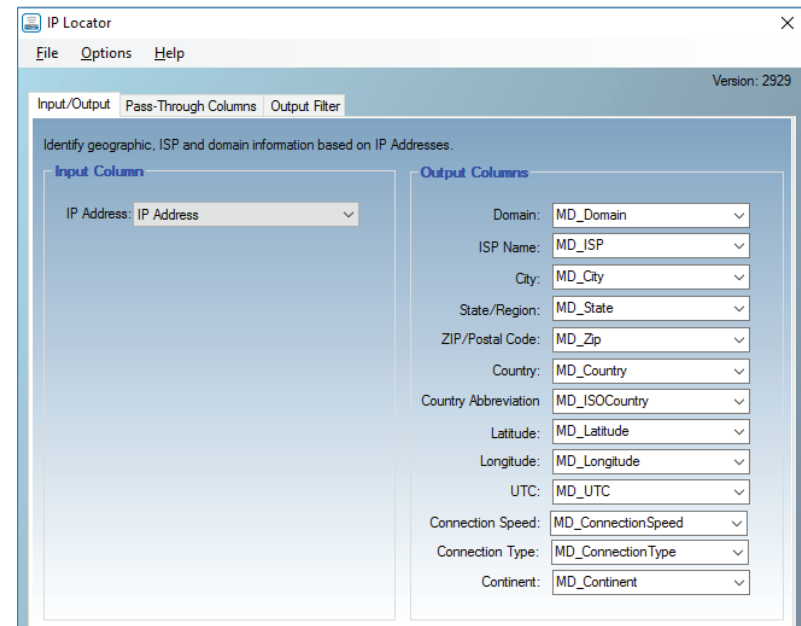 IP Locator
File Options Help
Version: 2929
Input/Output Pass-Through Columns Output Filter
Identify geographic, ISP and domain information based on IP Addresses.
Input Column
IP Address: IP Address
Output Columns
Domain: MD_Domain
ISP Name: MD_ISP
City: MD_City
State/Region: MD_State
ZIP/Postal Code: MD_Zip
Country: MD_Country
Country Abbreviation MD_ISOCountry
Latitude: MD_Latitude
Longitude: MD_Longitude
UTC: MD_UTC
Connection Speed: MD_ConnectionSpeed
Connection Type: MD_ConnectionType
Continent: MD_Continent